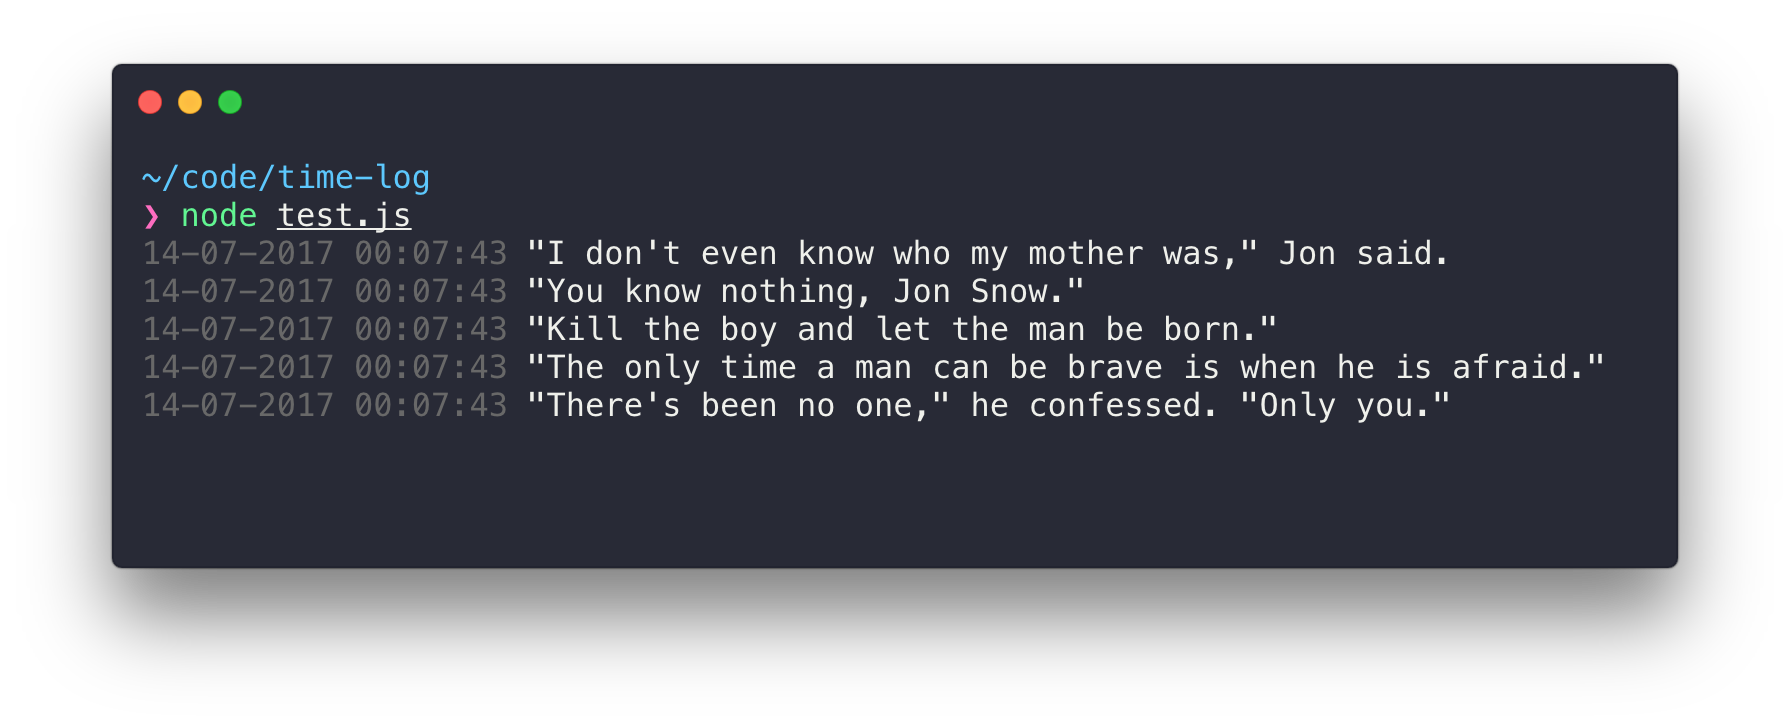 ~/code/time-log
❯ node test.js
14-07-2017 00:07:43 "I don't even know who my mother was," Jon said.
14-07-2017 00:07:43 "You know nothing, Jon Snow."
14-07-2017 00:07:43 "Kill the boy and let the man be born."
14-07-2017 00:07:43 "The only time a man can be brave is when he is afraid."
14-07-2017 00:07:43 "There's been no one," he confessed. "Only you."